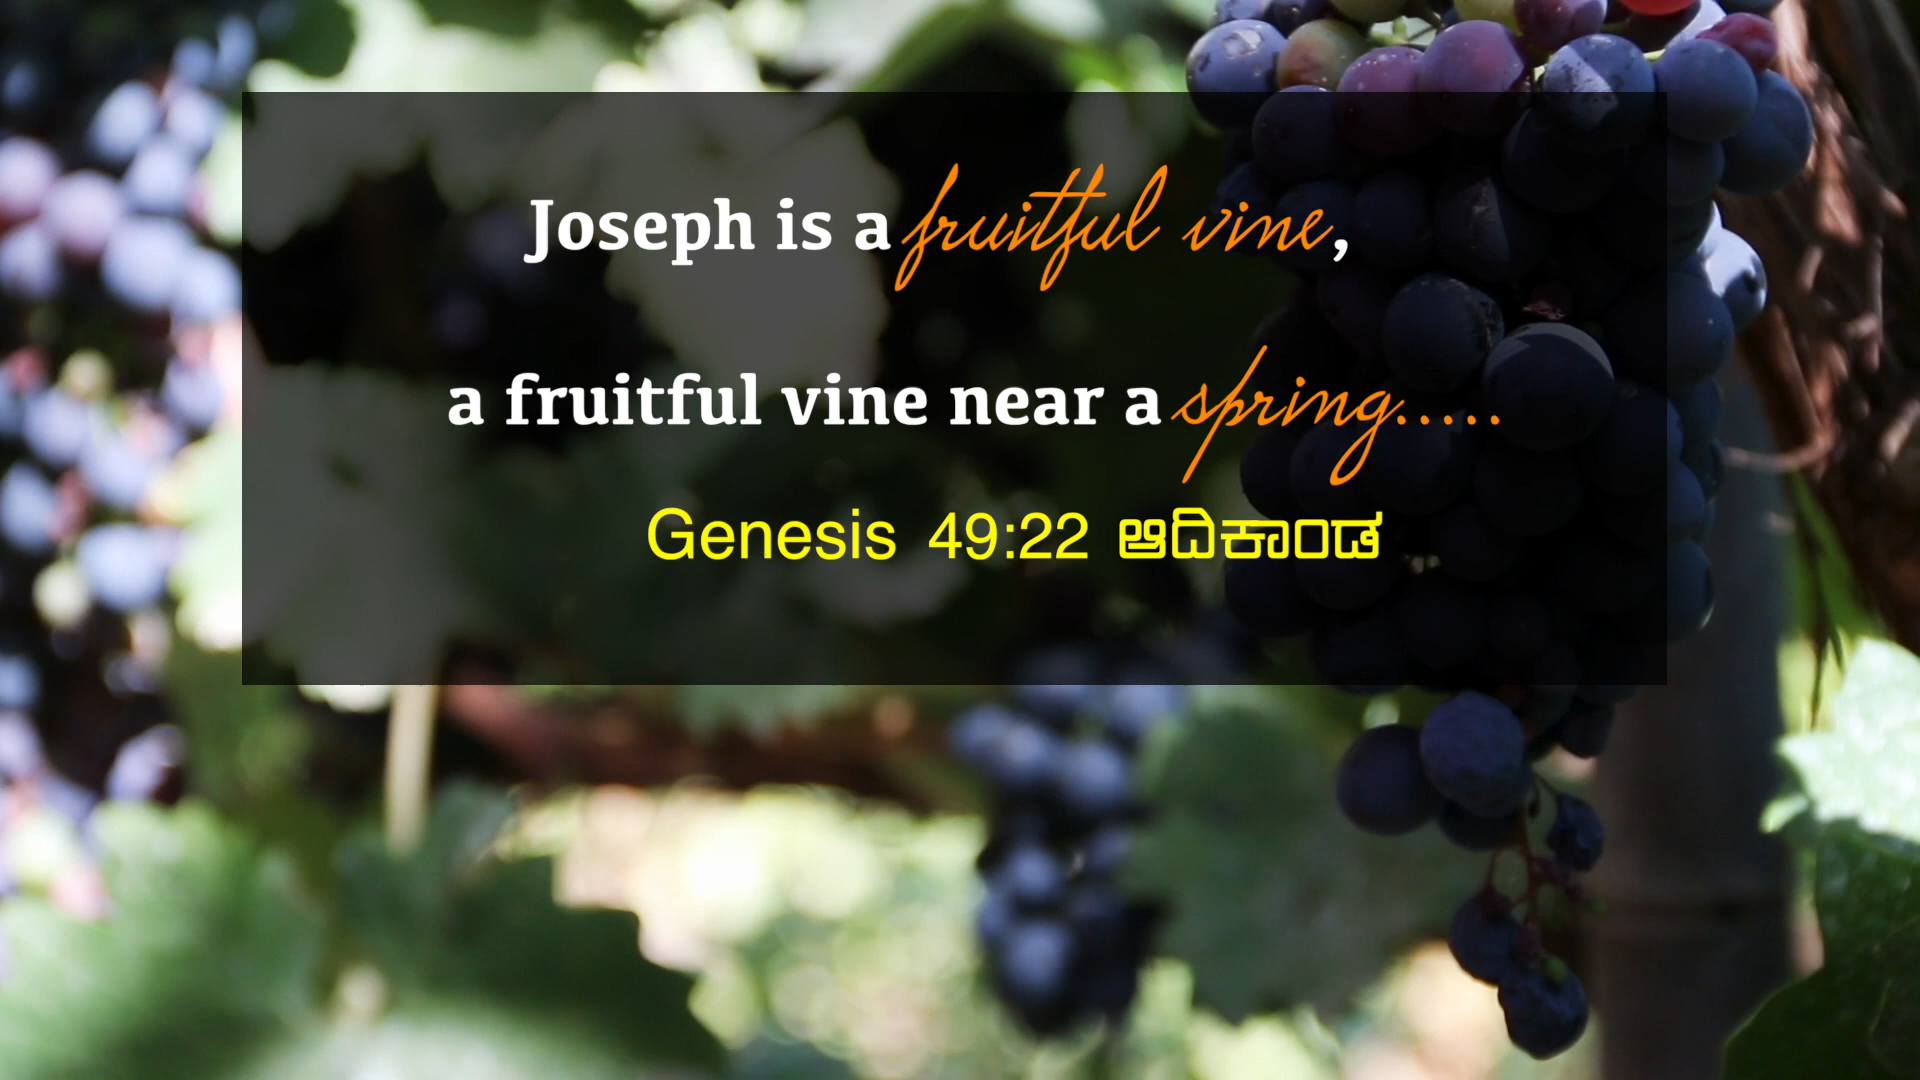 Joseph is a fruitful vine,
a fruitful vine near a spring.....
Genesis 49:22 ಆದಿಕಾಂಡ